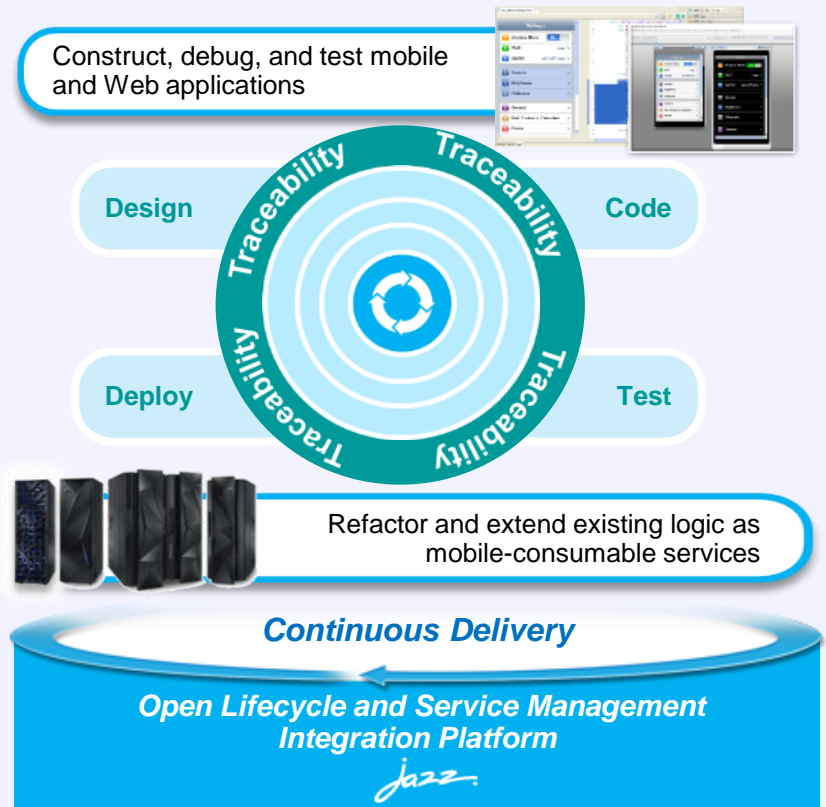 Construct, debug, and test mobile
and Web applications
Traceability
Traceability
Design
Code
Deploy
Test
Traceability
Traceability
Refactor and extend existing logic as
mobile-consumable services
Continuous Delivery
Open Lifecycle and Service Management
Integration Platform
jazz